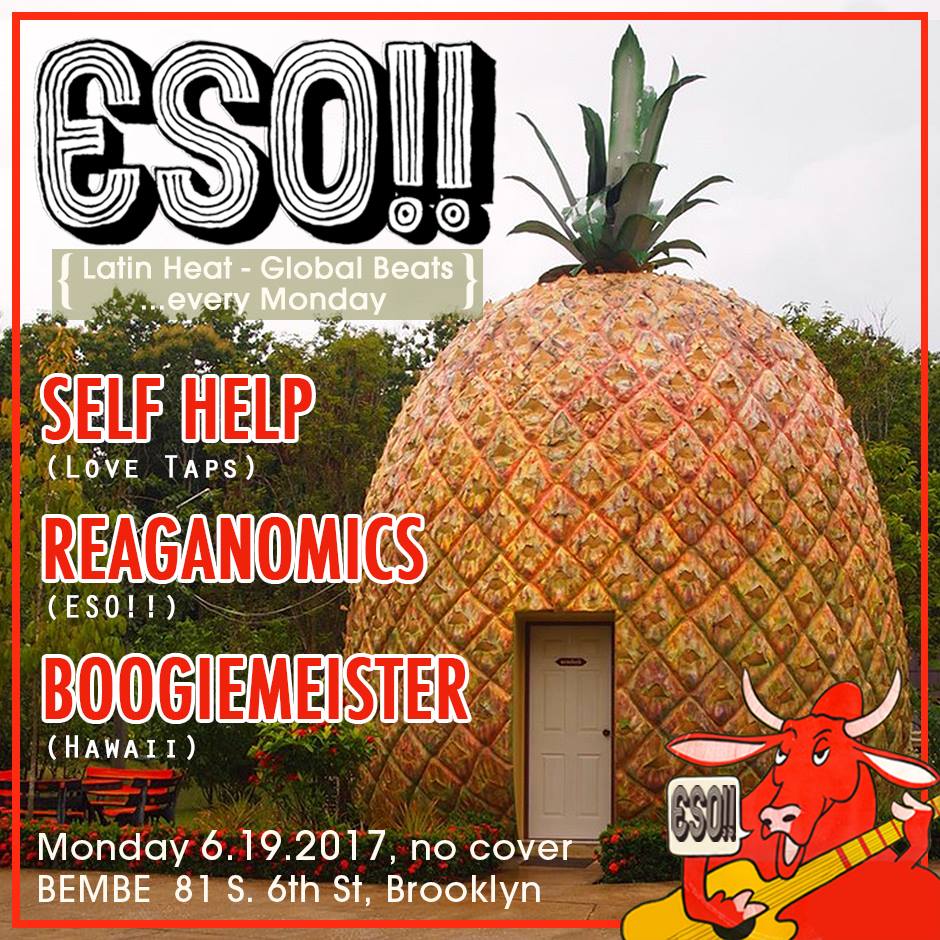 ESO!!
{ Latin Heat - Global Beats }
...every Monday
SELF HELP
(LOVE TAPS)
REAGANOMICS
(ESO!!)
BOOGIEMEISTER
(HAWAII)
ESO!!
Monday 6.19.2017, no cover
BEMBE 81 S. 6th St, Brooklyn